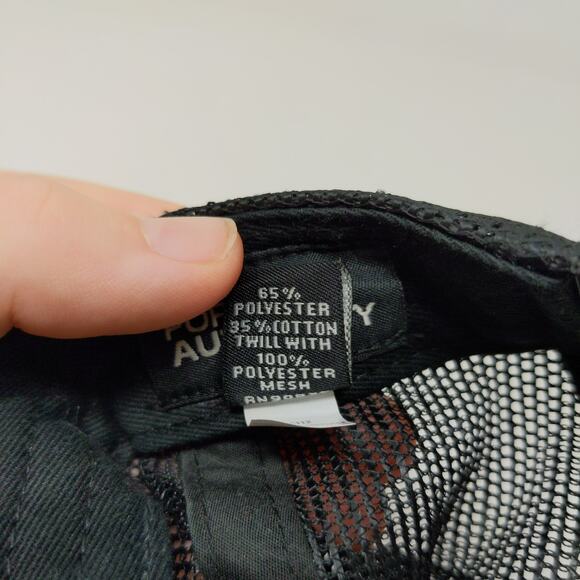 65%
POLYESTER
35% COTTON
TWILL WITH
100%
POLYESTER
MESH